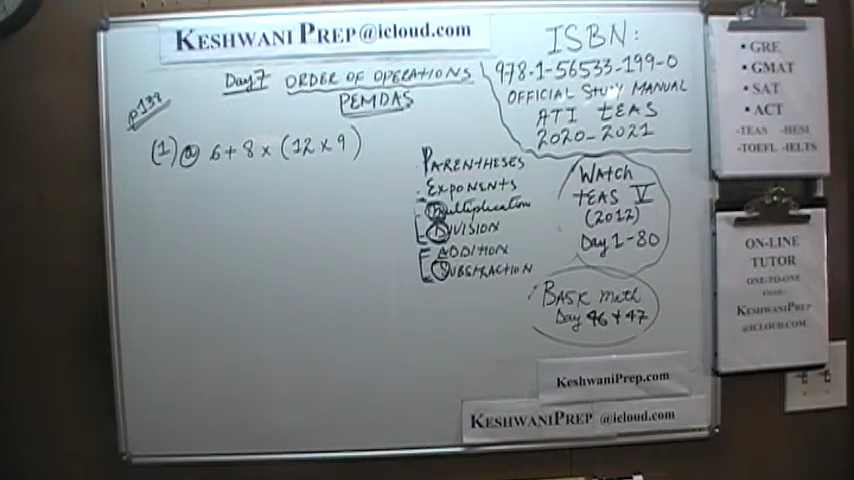 KESHWANI PREP@icloud.com
Day 7 ORDER OF OPERATIONS
PEMDAS
p 138
(1) a 6 + 8 × (12 × 9)
PARENTHESES
EXPONENTS
Multiplication
DIVISION
ADDITION
SUBSTRACTION
ISBN:
978-1-56533-199-0
OFFICIAL STUDY MANUAL
ATI TEAS
2020-2021
WATCH
TEAS V
(2012)
Day 1-80
BASIC Math
Day 46 + 47
KeshwaniPrep.com
KESHWANIPREP @icloud.com
• GRE
• GMAT
• SAT
• ACT
-TEAS -HESI
-TOEFL -IELTS
ON-LINE
TUTOR
ONE-TO-ONE
KESHWANIPREP
@ICLOUD.COM